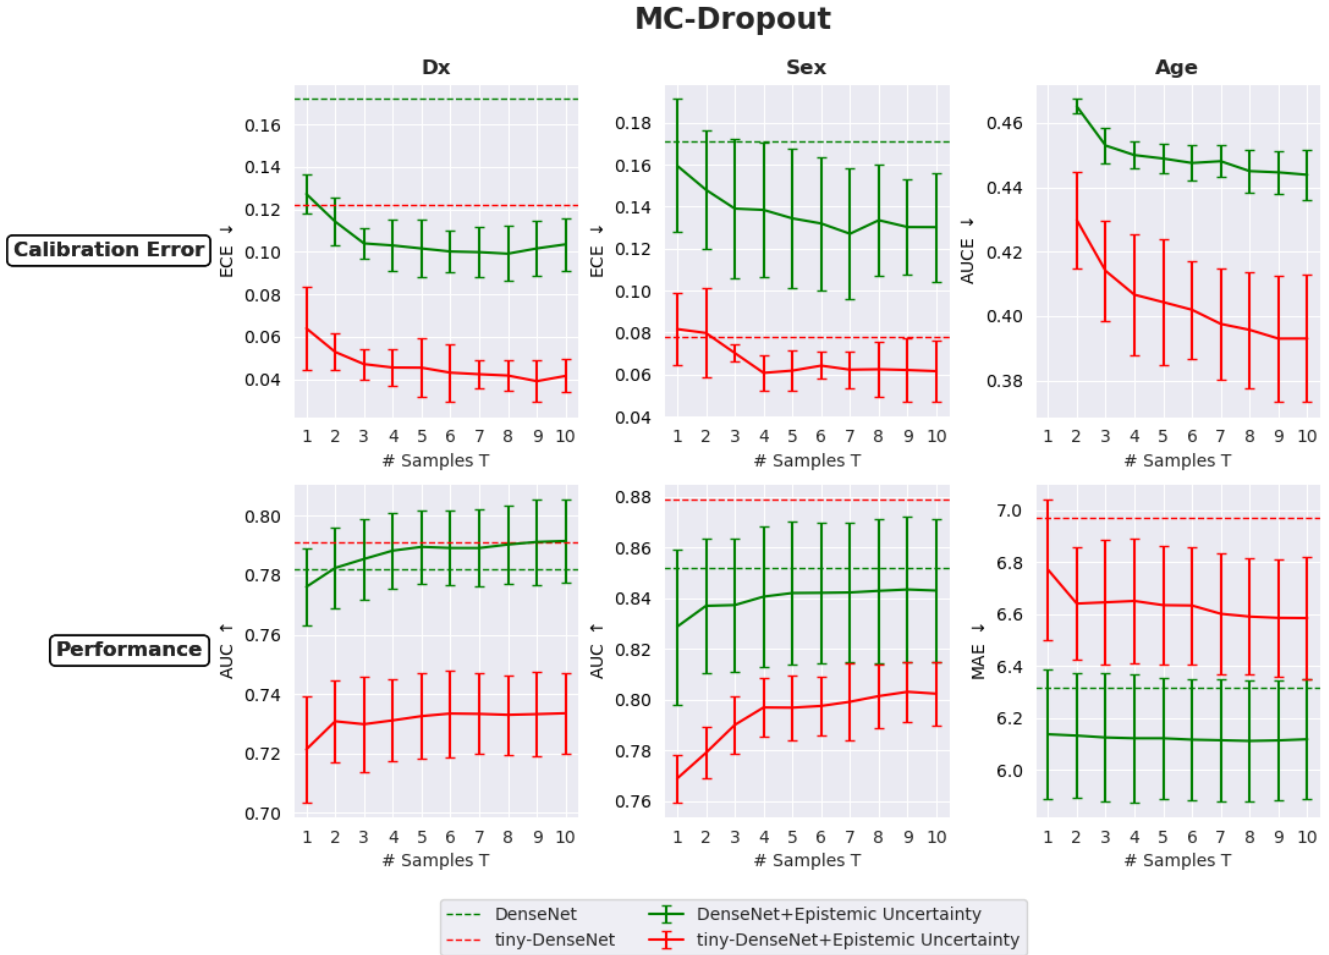 MC-Dropout
Dx
Sex
Age
Calibration Error
ECE ↓
0.16
0.14
0.12
0.10
0.08
0.06
0.04
1 2 3 4 5 6 7 8 9 10
# Samples T
ECE ↓
0.18
0.16
0.14
0.12
0.10
0.08
0.06
0.04
1 2 3 4 5 6 7 8 9 10
# Samples T
AUCE ↓
0.46
0.44
0.42
0.40
0.38
1 2 3 4 5 6 7 8 9 10
# Samples T
Performance
AUC ↑
0.80
0.78
0.76
0.74
0.72
0.70
1 2 3 4 5 6 7 8 9 10
# Samples T
AUC ↑
0.88
0.86
0.84
0.82
0.80
0.78
0.76
1 2 3 4 5 6 7 8 9 10
# Samples T
MAE ↓
7.0
6.8
6.6
6.4
6.2
6.0
1 2 3 4 5 6 7 8 9 10
# Samples T
DenseNet
tiny-DenseNet
DenseNet+Epistemic Uncertainty
tiny-DenseNet+Epistemic Uncertainty